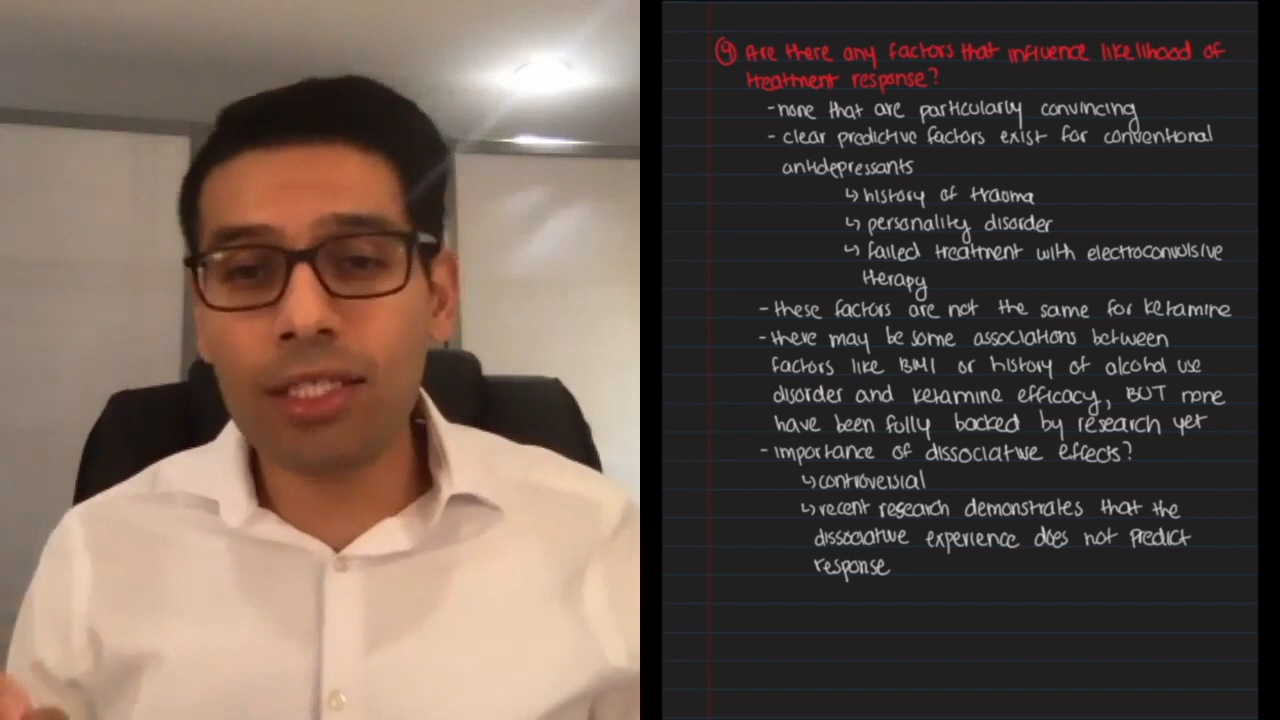 ④ Are there any factors that influence likelihood of
treatment response?
- none that are particularly convincing
- clear predictive factors exist for conventional
antidepressants
↳ history of trauma
↳ personality disorder
↳ failed treatment with electroconvulsive
therapy
- these factors are not the same for ketamine
- there may be some associations between
factors like BMI or history of alcohol use
disorder and ketamine efficacy, BUT none
have been fully backed by research yet
- importance of dissociative effects?
↳ controversial
↳ recent research demonstrates that the
dissociative experience does not predict
response